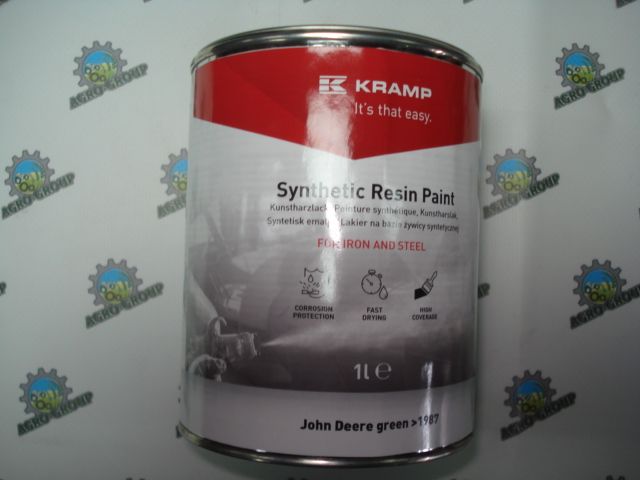 KRAMP
It's that easy.
Synthetic Resin Paint
Kunstharzlack, Peinture synthétique, Kunstharslak,
Syntetisk emalje, Lakier na bazie żywicy syntetycznej
FOR IRON AND STEEL
CORROSION PROTECTION
FAST DRYING
HIGH COVERAGE
1l e
John Deere green >1987
AGRO-GROUP
AGRO-GROUP
AGRO-GROUP
AGRO-GROUP
AGRO-GROUP
AGRO-GROUP
AGRO-GROUP
AGRO-GROUP